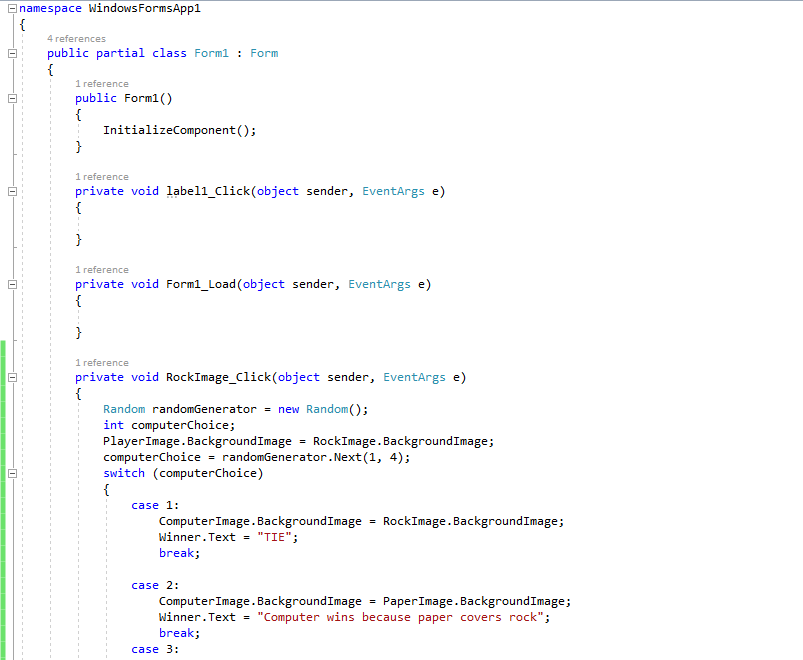 namespace WindowsFormsApp1
{
4 references
public partial class Form1 : Form
{
1 reference
public Form1()
{
InitializeComponent();
}
1 reference
private void label1_Click(object sender, EventArgs e)
{
}
1 reference
private void Form1_Load(object sender, EventArgs e)
{
}
1 reference
private void RockImage_Click(object sender, EventArgs e)
{
Random randomGenerator = new Random();
int computerChoice;
PlayerImage.BackgroundImage = RockImage.BackgroundImage;
computerChoice = randomGenerator.Next(1, 4);
switch (computerChoice)
{
case 1:
ComputerImage.BackgroundImage = RockImage.BackgroundImage;
Winner.Text = "TIE";
break;
case 2:
ComputerImage.BackgroundImage = PaperImage.BackgroundImage;
Winner.Text = "Computer wins because paper covers rock";
break;
case 3: